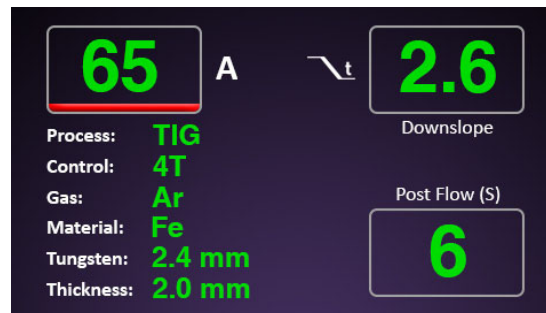 65 A
t 2.6
Downslope
Process: TIG
Control: 4T
Gas: Ar
Material: Fe
Tungsten: 2.4 mm
Thickness: 2.0 mm
Post Flow (S)
6